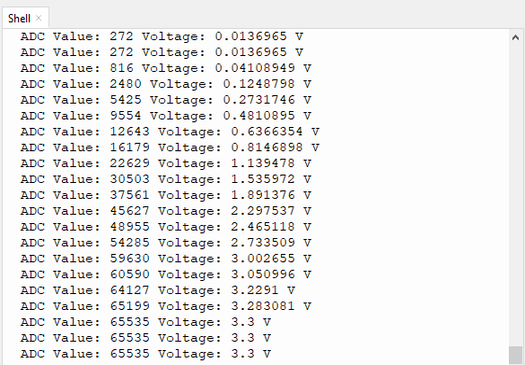 Shell
ADC Value: 272 Voltage: 0.0136965 V
ADC Value: 272 Voltage: 0.0136965 V
ADC Value: 816 Voltage: 0.04108949 V
ADC Value: 2480 Voltage: 0.1248798 V
ADC Value: 5425 Voltage: 0.2731746 V
ADC Value: 9554 Voltage: 0.4810895 V
ADC Value: 12643 Voltage: 0.6366354 V
ADC Value: 16179 Voltage: 0.8146898 V
ADC Value: 22629 Voltage: 1.139478 V
ADC Value: 30503 Voltage: 1.535972 V
ADC Value: 37561 Voltage: 1.891376 V
ADC Value: 45627 Voltage: 2.297537 V
ADC Value: 48955 Voltage: 2.465118 V
ADC Value: 54285 Voltage: 2.733509 V
ADC Value: 59630 Voltage: 3.002655 V
ADC Value: 60590 Voltage: 3.050996 V
ADC Value: 64127 Voltage: 3.2291 V
ADC Value: 65199 Voltage: 3.283081 V
ADC Value: 65535 Voltage: 3.3 V
ADC Value: 65535 Voltage: 3.3 V
ADC Value: 65535 Voltage: 3.3 V